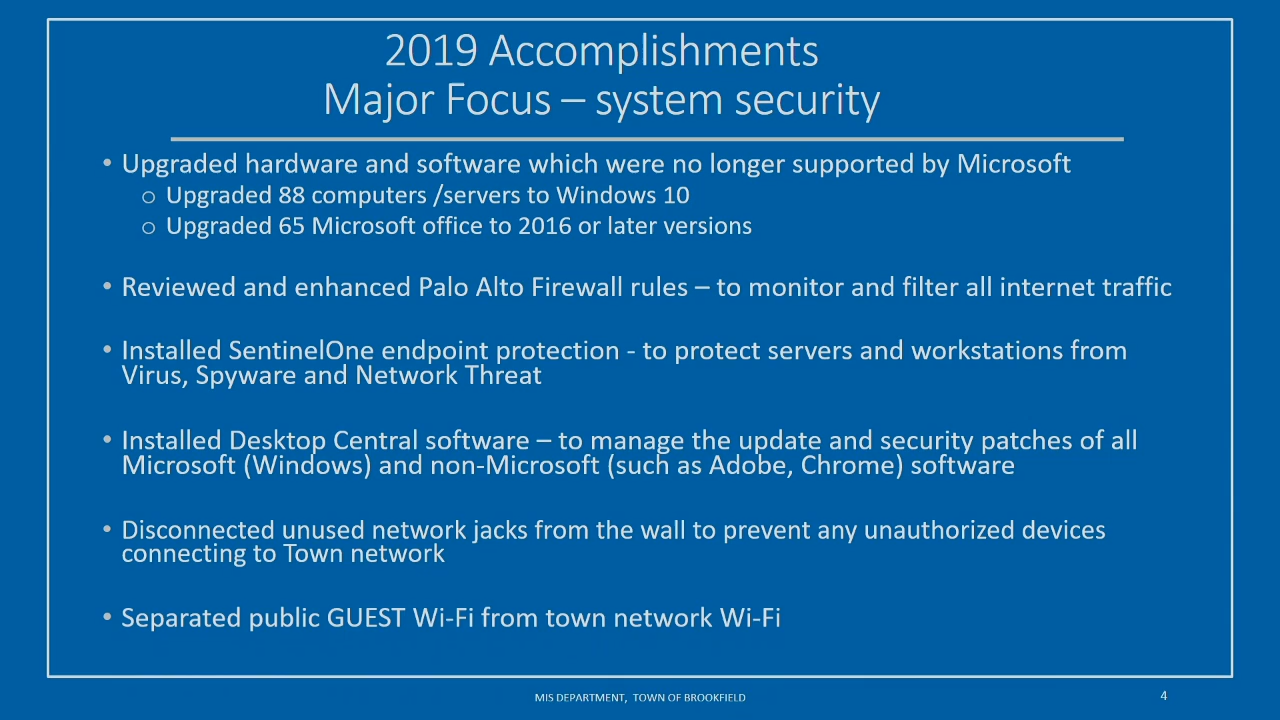 2019 Accomplishments
Major Focus – system security
• Upgraded hardware and software which were no longer supported by Microsoft
o Upgraded 88 computers /servers to Windows 10
o Upgraded 65 Microsoft office to 2016 or later versions
• Reviewed and enhanced Palo Alto Firewall rules – to monitor and filter all internet traffic
• Installed SentinelOne endpoint protection - to protect servers and workstations from
Virus, Spyware and Network Threat
• Installed Desktop Central software – to manage the update and security patches of all
Microsoft (Windows) and non-Microsoft (such as Adobe, Chrome) software
• Disconnected unused network jacks from the wall to prevent any unauthorized devices
connecting to Town network
• Separated public GUEST Wi-Fi from town network Wi-Fi
MIS DEPARTMENT, TOWN OF BROOKFIELD
4